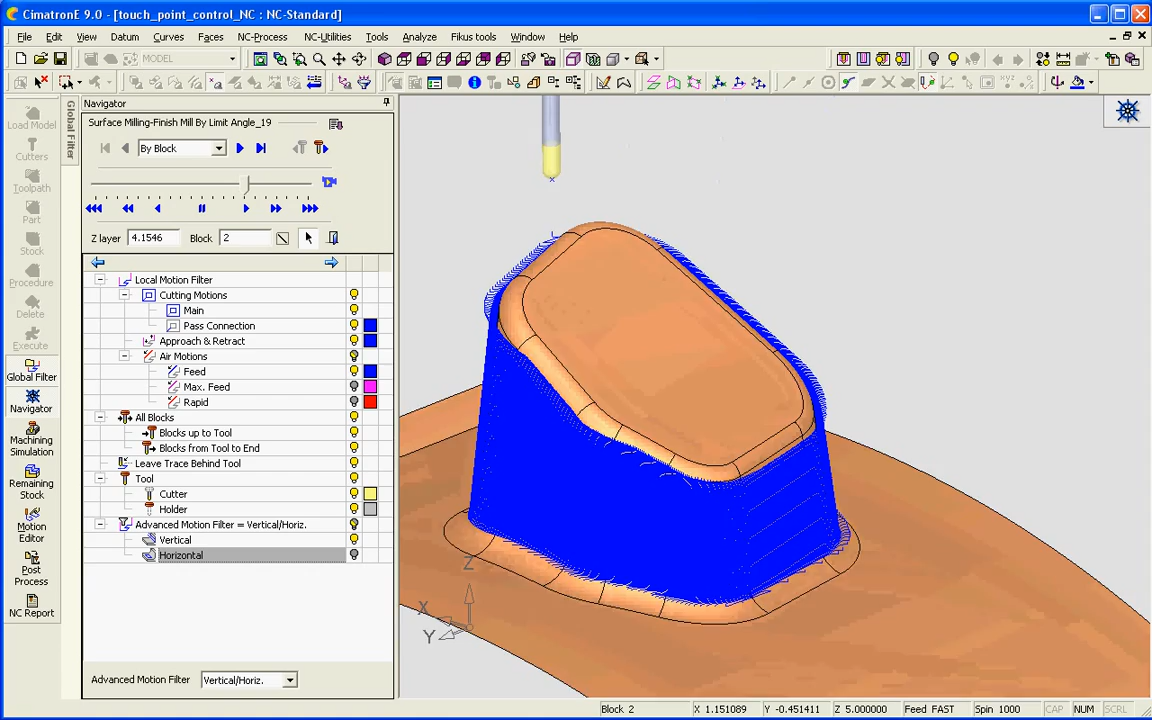 CimatronE 9.0 - [touch_point_control_NC : NC-Standard]
File Edit View Datum Curves Faces NC-Process NC-Utilities Tools Analyze Fikus tools Window Help
MODEL
Load Model
Cutters
Toolpath
Part
Stock
Procedure
Delete
Execute
Global Filter
Navigator
Machining Simulation
Remaining Stock
Motion Editor
Post Process
NC Report
Global Filter
Navigator
Surface Milling-Finish Mill By Limit Angle_19
By Block
Z layer 4.1546 Block 2
Local Motion Filter
Cutting Motions
Main
Pass Connection
Approach & Retract
Air Motions
Feed
Max. Feed
Rapid
All Blocks
Blocks up to Tool
Blocks from Tool to End
Leave Trace Behind Tool
Tool
Cutter
Holder
Advanced Motion Filter = Vertical/Horiz.
Vertical
Horizontal
Advanced Motion Filter Vertical/Horiz.
Z
X
Y
Block 2 X 1.151089 Y -0.451411 Z 5.000000 Feed FAST Spin 1000 CAP NUM SCRL